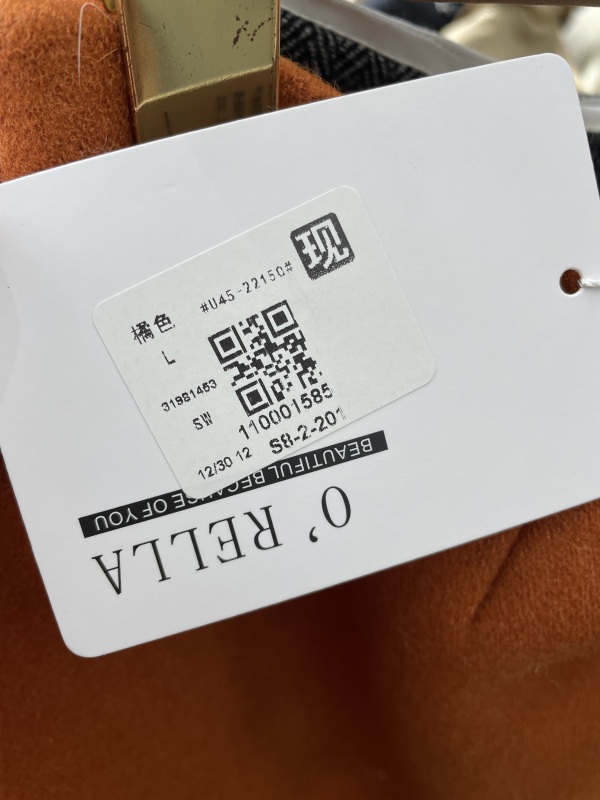 现
#U45-22150#
橘色
L
31981453
SW
110001585
12/30 12
S8-2-201
BEAUTIFUL BECAUSE OF YOU
O' RELLA